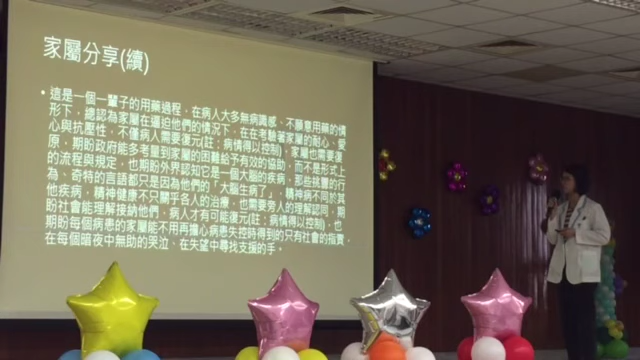 家屬分享(續)
• 這是一個一輩子的用藥過程，在病人大多無病識感、不願意用藥的情
形下，總認為家屬在逼迫他們的情況下，在在考驗著家屬的耐心、愛
心與抗壓性，不僅病人需要復元(註：病情得以控制)，家屬也需要復
原，期盼政府能多考量到家屬的困難給予有效的協助，而不是形式上
的流程與規定，也期盼外界認知它是一個大腦的疾病，那些挑釁的行
為、奇特的言語都只是因為他們的「大腦生病了」，精神病不同於其
他疾病，精神健康不只關乎各人的治療，也需要旁人的理解認同，期
盼社會能理解接納他們，病人才有可能復元(註：病情得以控制)，也
期盼每個病患的家屬能不用再擔心病患失控時得到的只有社會的指責，
在每個暗夜中無助的哭泣、在失望中尋找支援的手。